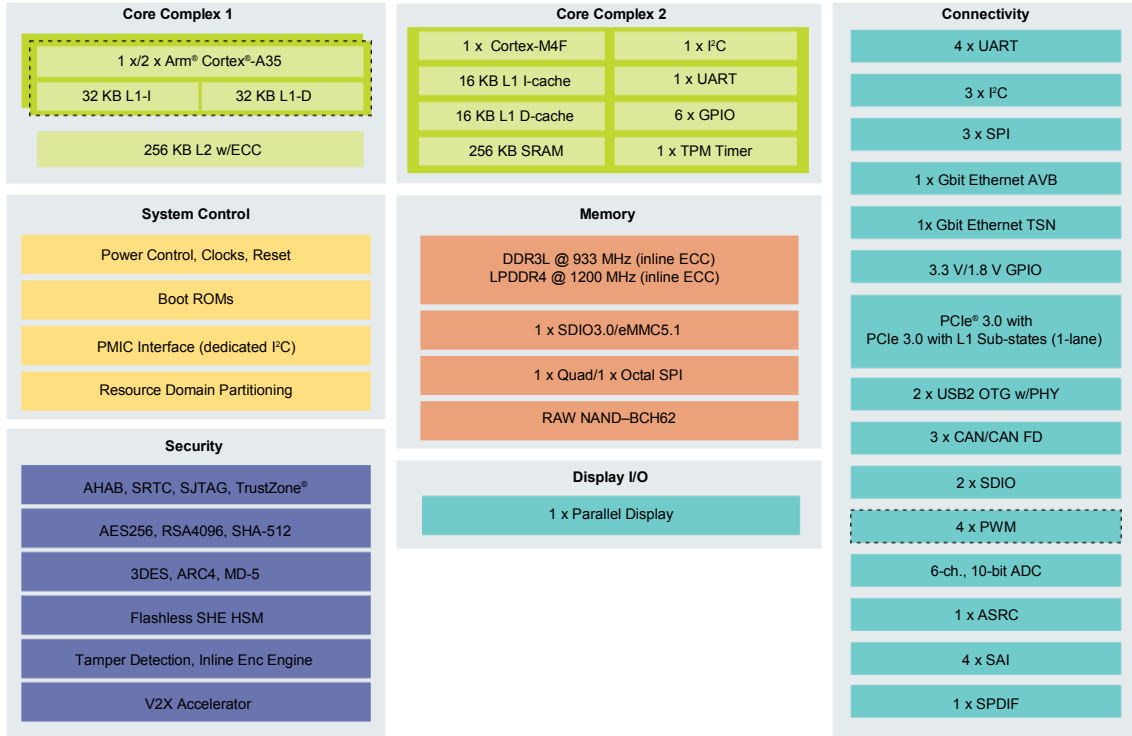 Core Complex 1
1 x/2 x Arm® Cortex®-A35
32 KB L1-I
32 KB L1-D
256 KB L2 w/ECC
Core Complex 2
1 x Cortex-M4F
1 x I²C
16 KB L1 I-cache
1 x UART
16 KB L1 D-cache
6 x GPIO
256 KB SRAM
1 x TPM Timer
Connectivity
4 x UART
3 x I²C
3 x SPI
1 x Gbit Ethernet AVB
1x Gbit Ethernet TSN
3.3 V/1.8 V GPIO
PCIe® 3.0 with
PCIe 3.0 with L1 Sub-states (1-lane)
2 x USB2 OTG w/PHY
3 x CAN/CAN FD
2 x SDIO
4 x PWM
6-ch., 10-bit ADC
1 x ASRC
4 x SAI
1 x SPDIF
System Control
Power Control, Clocks, Reset
Boot ROMs
PMIC Interface (dedicated I²C)
Resource Domain Partitioning
Memory
DDR3L @ 933 MHz (inline ECC)
LPDDR4 @ 1200 MHz (inline ECC)
1 x SDIO3.0/eMMC5.1
1 x Quad/1 x Octal SPI
RAW NAND–BCH62
Security
AHAB, SRTC, SJTAG, TrustZone®
AES256, RSA4096, SHA-512
3DES, ARC4, MD-5
Flashless SHE HSM
Tamper Detection, Inline Enc Engine
V2X Accelerator
Display I/O
1 x Parallel Display